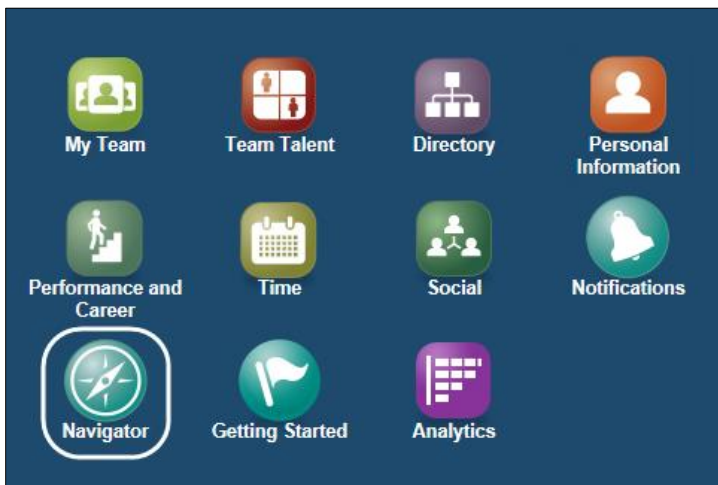 My Team
Team Talent
Directory
Personal
Information
Performance and
Career
Time
Social
Notifications
Navigator
Getting Started
Analytics